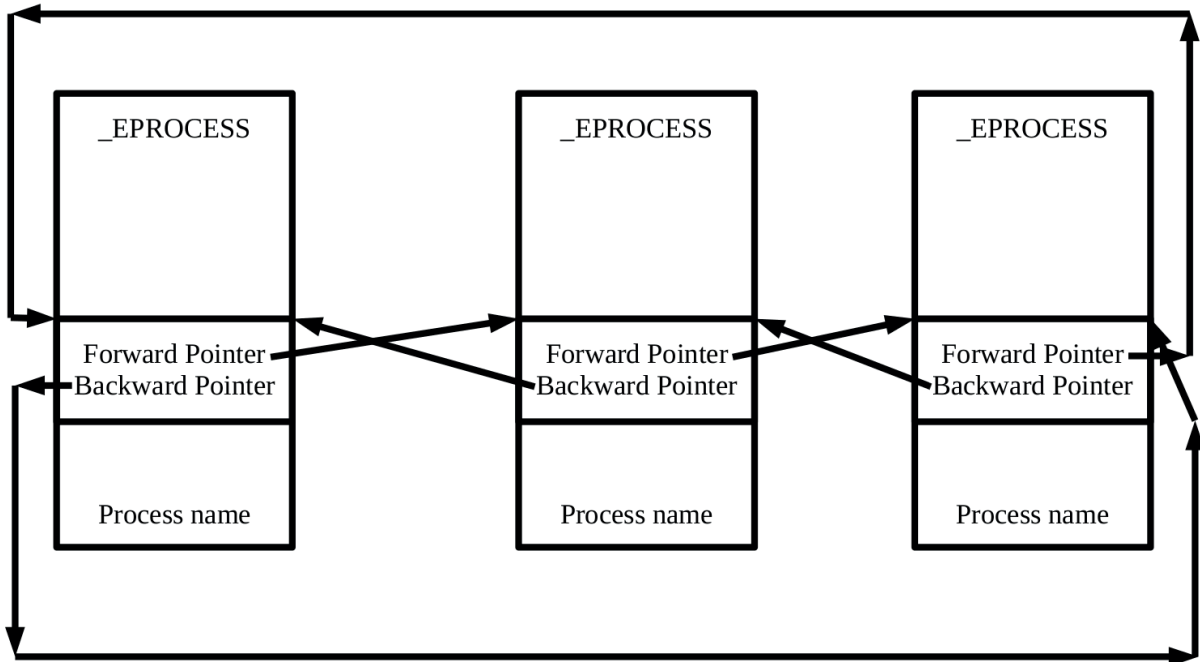 _EPROCESS
Forward Pointer
Backward Pointer
Process name
_EPROCESS
Forward Pointer
Backward Pointer
Process name
_EPROCESS
Forward Pointer
Backward Pointer
Process name